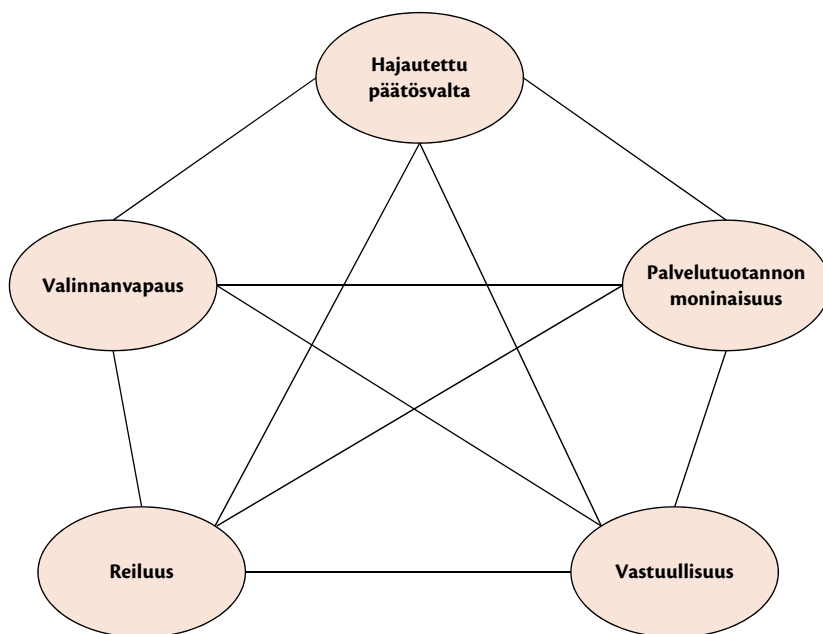 Hajautettu
päätösvalta
Valinnanvapaus
Palvelutuotannon
moninaisuus
Reiluus
Vastuullisuus